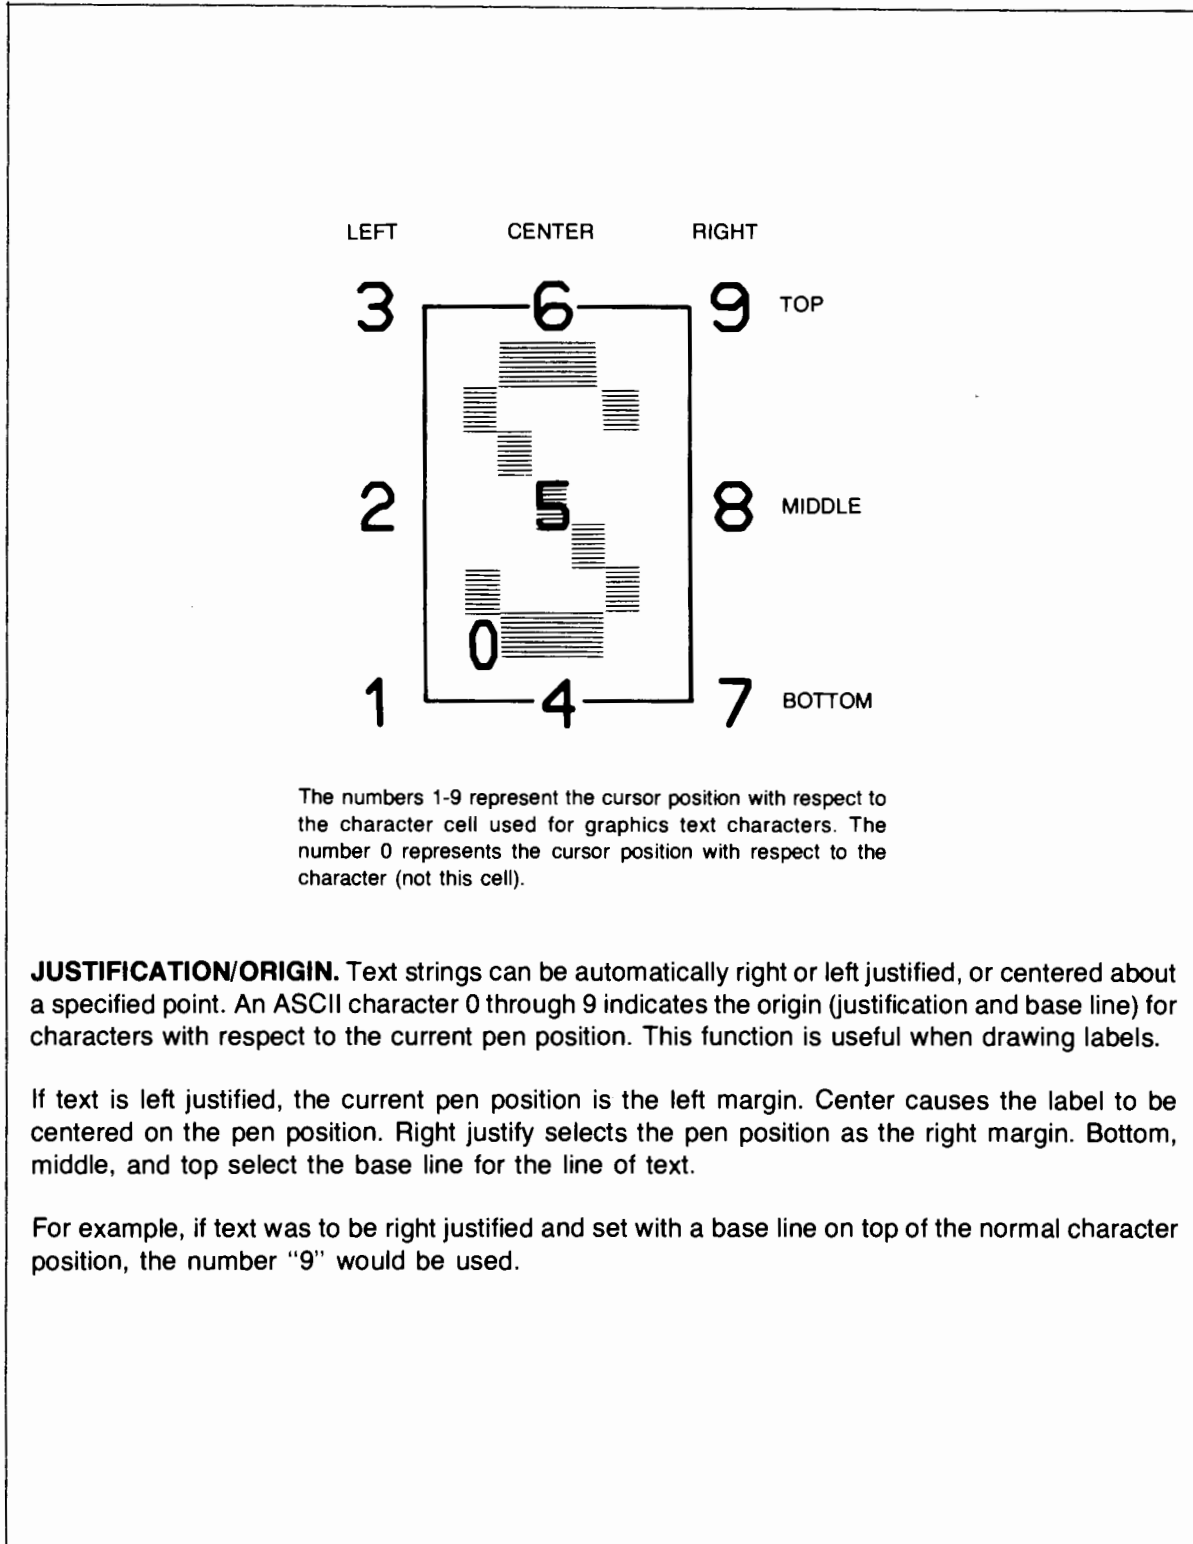 LEFT CENTER RIGHT
3 6 9 TOP
2 5 8 MIDDLE
0
1 4 7 BOTTOM
The numbers 1-9 represent the cursor position with respect to
the character cell used for graphics text characters. The
number 0 represents the cursor position with respect to the
character (not this cell).
JUSTIFICATION/ORIGIN. Text strings can be automatically right or left justified, or centered about
a specified point. An ASCII character 0 through 9 indicates the origin (justification and base line) for
characters with respect to the current pen position. This function is useful when drawing labels.
If text is left justified, the current pen position is the left margin. Center causes the label to be
centered on the pen position. Right justify selects the pen position as the right margin. Bottom,
middle, and top select the base line for the line of text.
For example, if text was to be right justified and set with a base line on top of the normal character
position, the number “9” would be used.